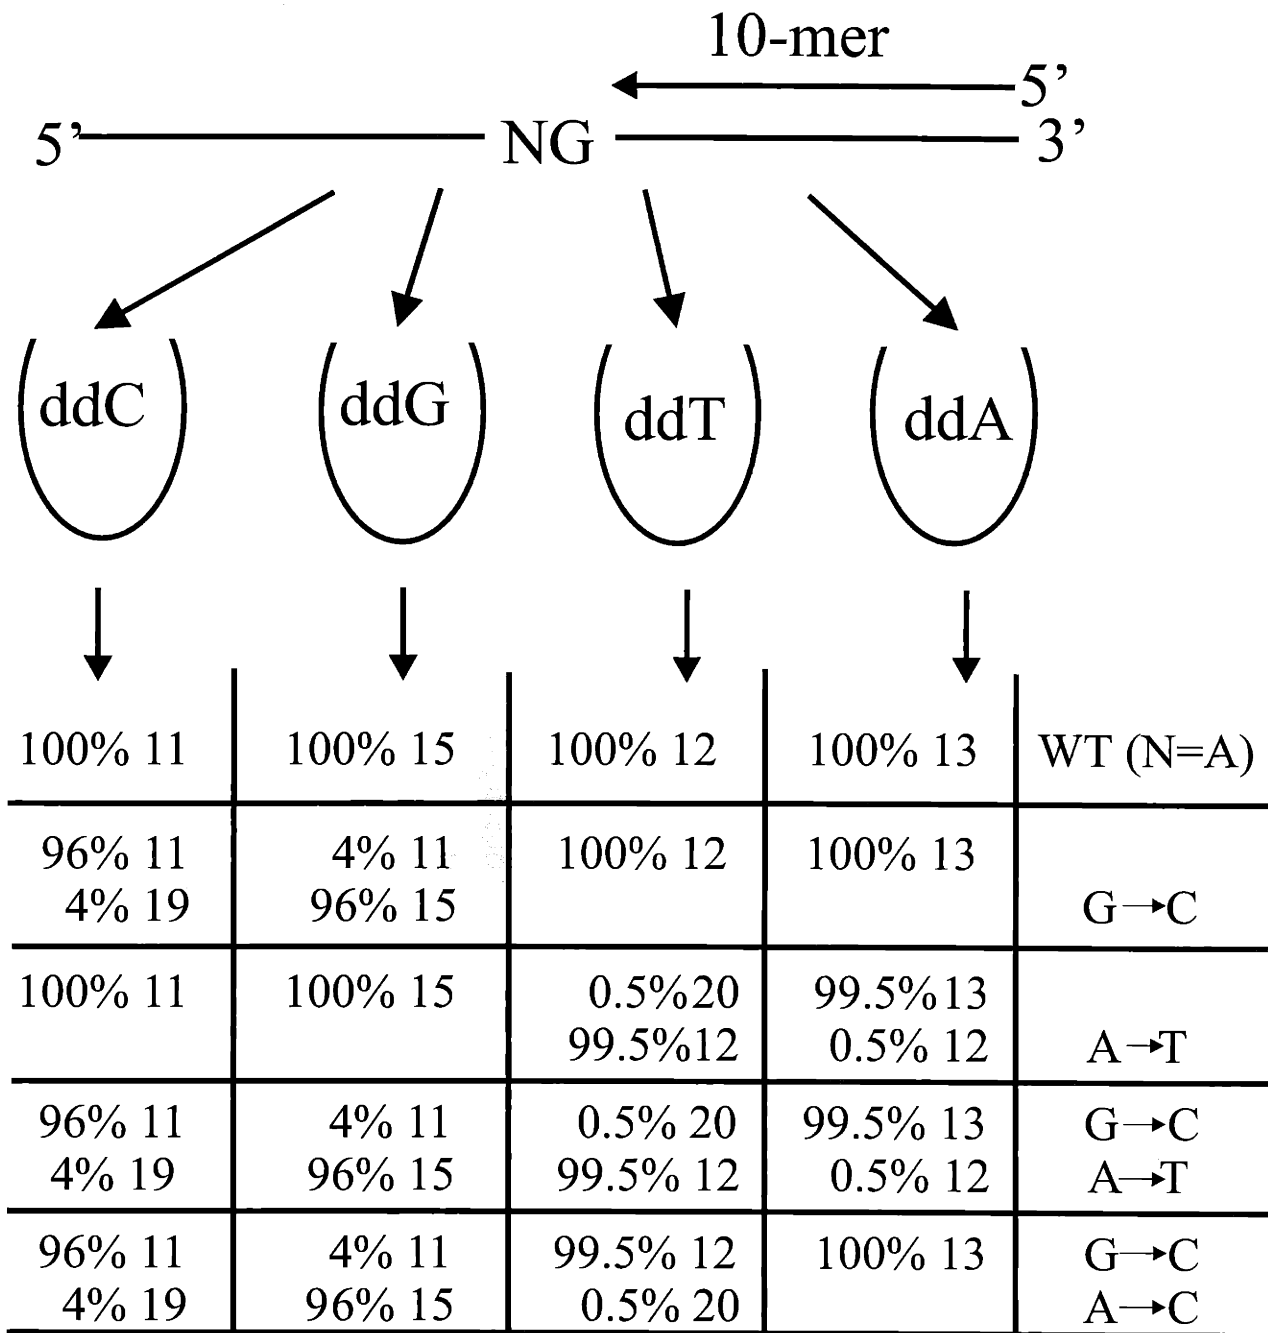 10-mer
5’
5’ NG 3’
ddC ddG ddT ddA
100% 11 100% 15 100% 12 100% 13 WT (N=A)
96% 11 4% 11 100% 12 100% 13
4% 19 96% 15 G→C
100% 11 100% 15 0.5%20 99.5%13
99.5%12 0.5% 12 A→T
96% 11 4% 11 0.5% 20 99.5% 13 G→C
4% 19 96% 15 99.5% 12 0.5% 12 A→T
96% 11 4% 11 99.5% 12 100% 13 G→C
4% 19 96% 15 0.5% 20 A→C